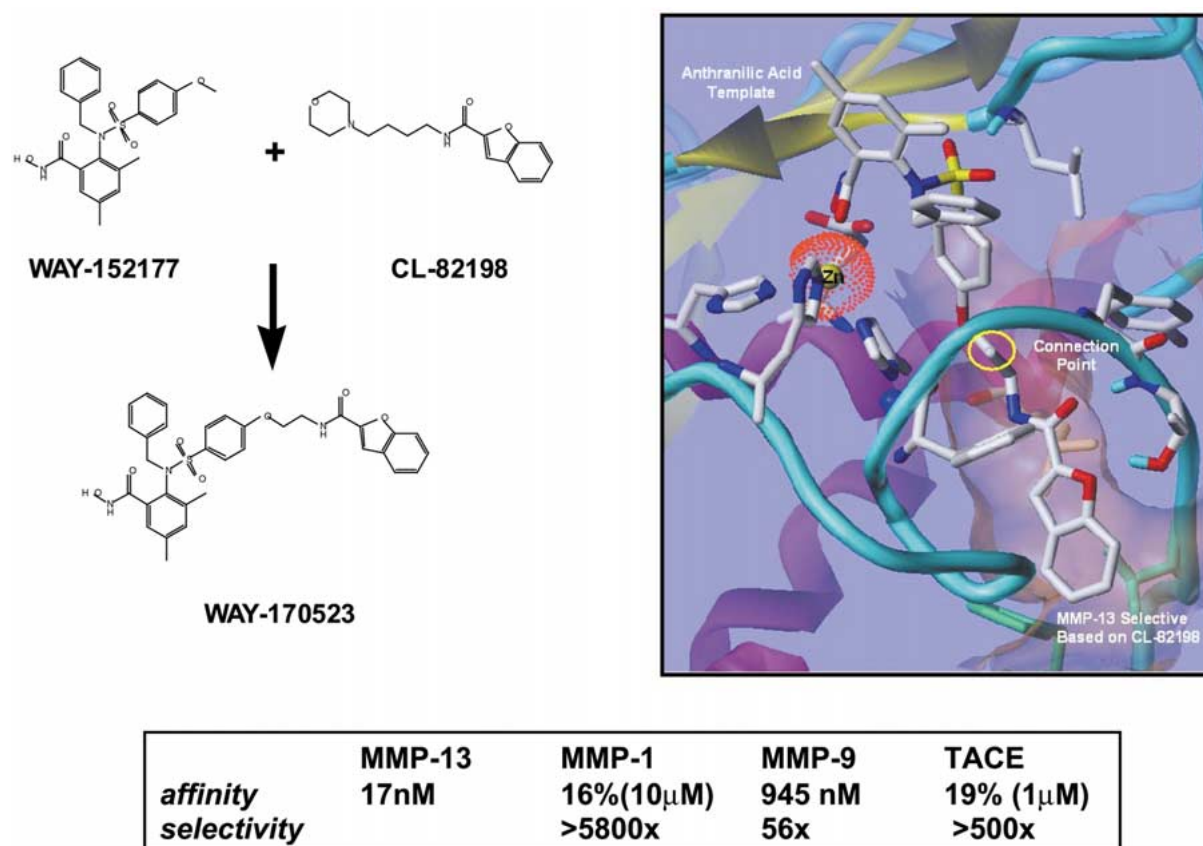 WAY-152177
+
CL-82198
WAY-170523
Anthranilic Acid
Template
Zn
Connection
Point
MMP-13 Selective
Based on CL-82198
MMP-13 MMP-1 MMP-9 TACE
affinity 17nM 16%(10μM) 945 nM 19% (1μM)
selectivity >5800x 56x >500x